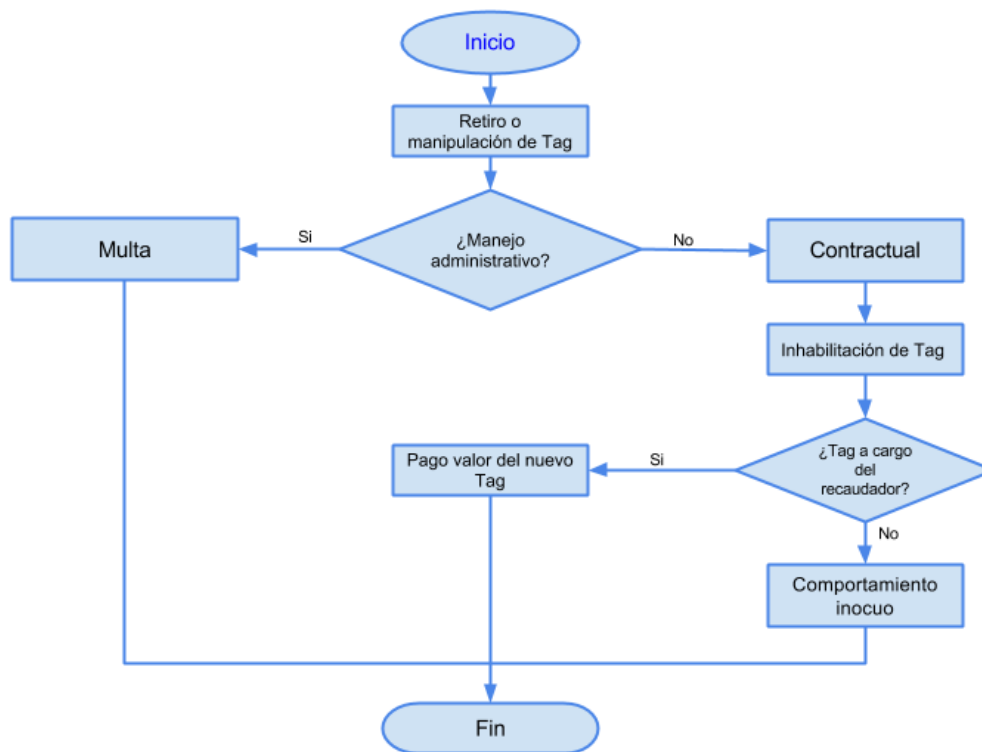 Inicio
Retiro o
manipulación de Tag
¿Manejo
administrativo?
Si
No
Multa
Contractual
Inhabilitación de Tag
¿Tag a cargo
del
recaudador?
Si
Pago valor del nuevo
Tag
No
Comportamiento
inocuo
Fin